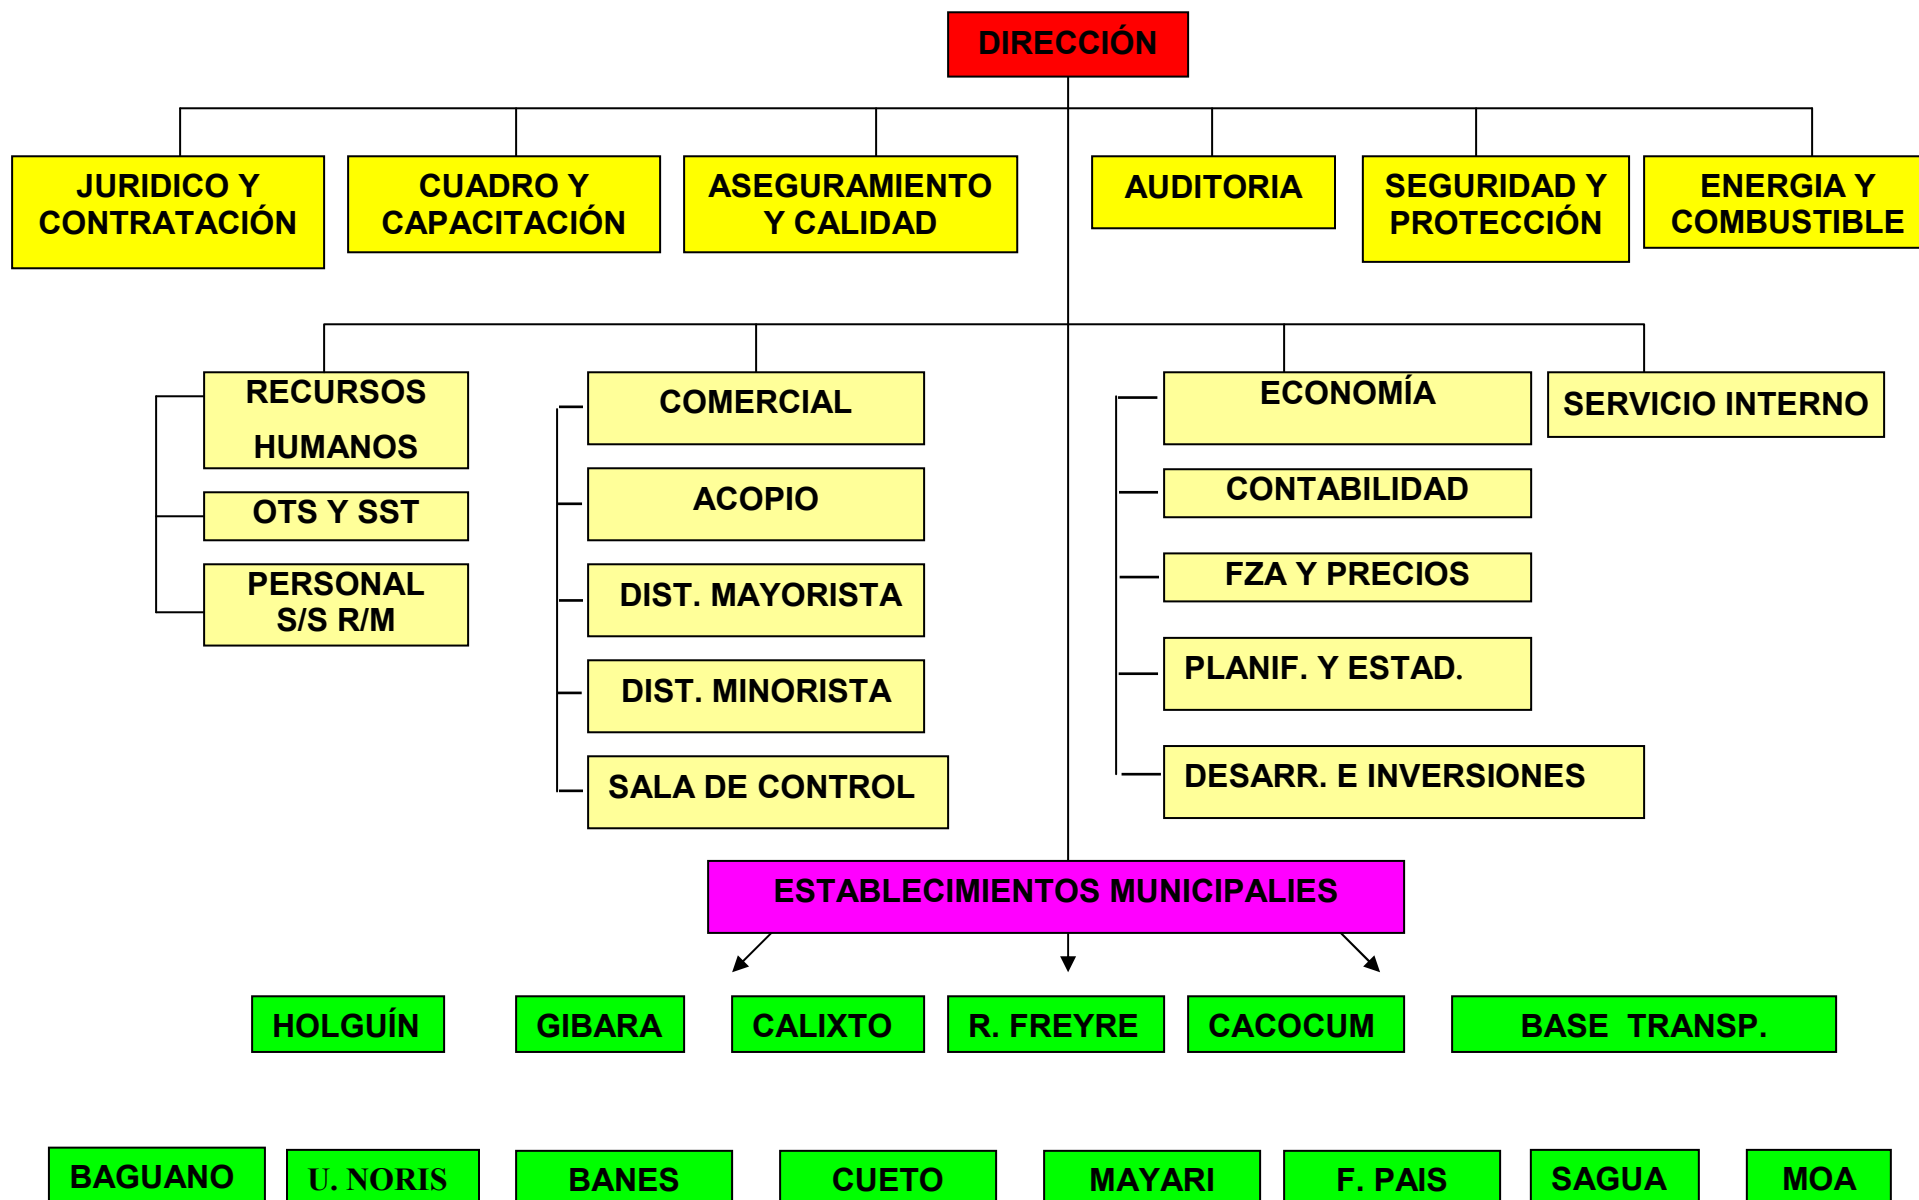 DIRECCIÓN
JURIDICO Y
CONTRATACIÓN
CUADRO Y
CAPACITACIÓN
ASEGURAMIENTO
Y CALIDAD
AUDITORIA
SEGURIDAD Y
PROTECCIÓN
ENERGIA Y
COMBUSTIBLE
RECURSOS
HUMANOS
OTS Y SST
PERSONAL
S/S R/M
COMERCIAL
ACOPIO
DIST. MAYORISTA
DIST. MINORISTA
SALA DE CONTROL
ECONOMÍA
CONTABILIDAD
FZA Y PRECIOS
PLANIF. Y ESTAD.
DESARR. E INVERSIONES
SERVICIO INTERNO
ESTABLECIMIENTOS MUNICIPALIES
HOLGUÍN
GIBARA
CALIXTO
R. FREYRE
CACOCUM
BASE TRANSP.
BAGUANO
U. NORIS
BANES
CUETO
MAYARI
F. PAIS
SAGUA
MOA